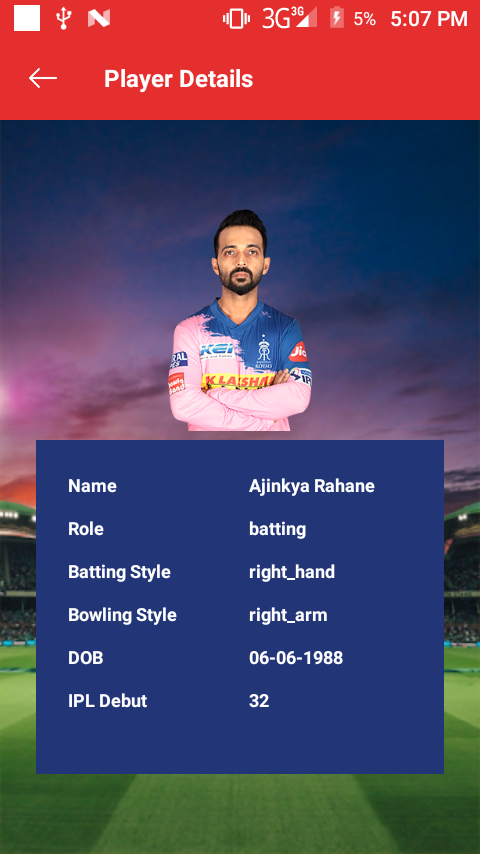 3G 3G 5% 5:07 PM
Player Details
KEI
ROYALS
Jio
KLASHA
Name Ajinkya Rahane
Role batting
Batting Style right_hand
Bowling Style right_arm
DOB 06-06-1988
IPL Debut 32